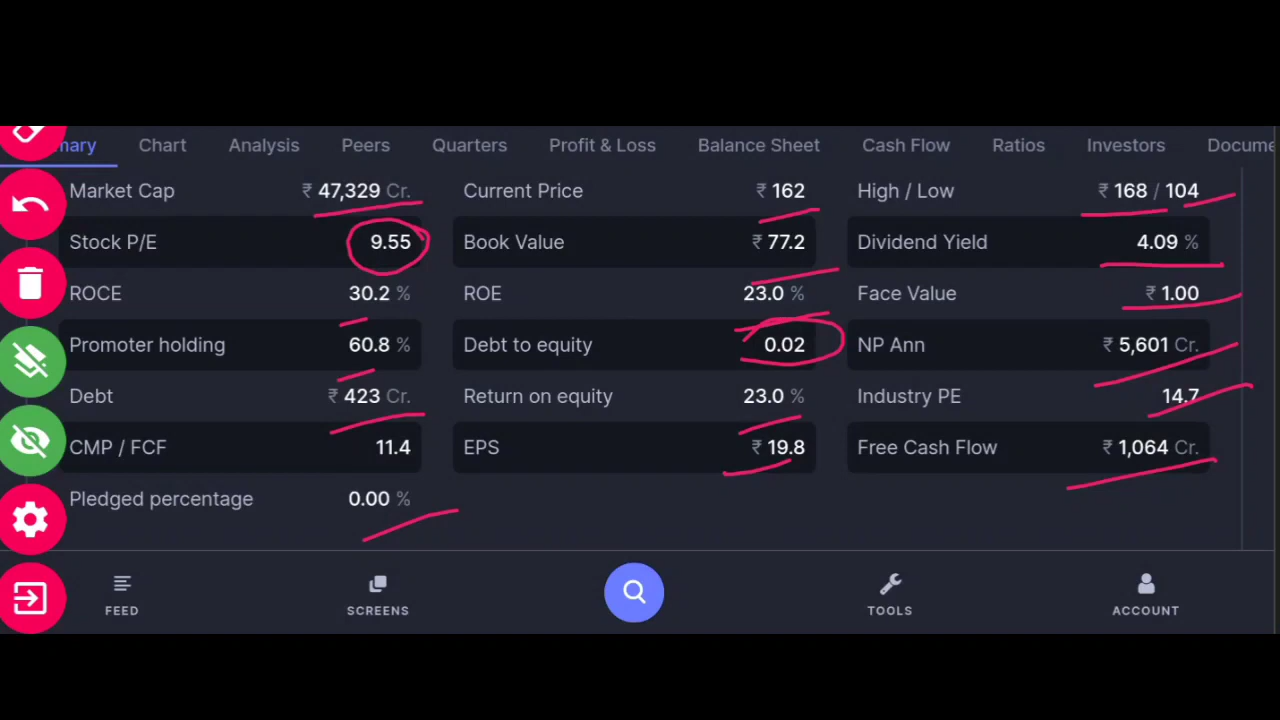 mary Chart Analysis Peers Quarters Profit & Loss Balance Sheet Cash Flow Ratios Investors Docume
Market Cap ₹ 47,329 Cr. Current Price ₹ 162 High / Low ₹ 168 / 104
Stock P/E 9.55 Book Value ₹ 77.2 Dividend Yield 4.09 %
ROCE 30.2 % ROE 23.0 % Face Value ₹ 1.00
Promoter holding 60.8 % Debt to equity 0.02 NP Ann ₹ 5,601 Cr.
Debt ₹ 423 Cr. Return on equity 23.0 % Industry PE 14.7
CMP / FCF 11.4 EPS ₹ 19.8 Free Cash Flow ₹ 1,064 Cr.
Pledged percentage 0.00 %
FEED SCREENS TOOLS ACCOUNT